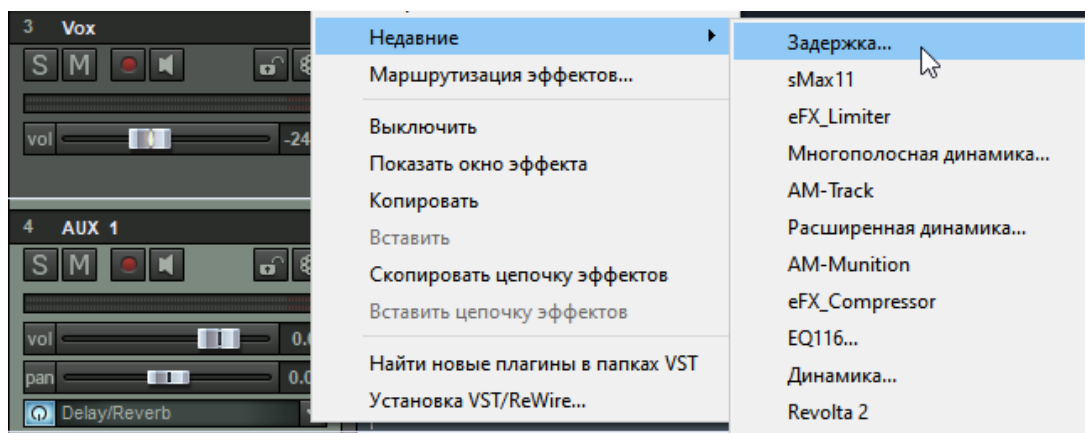 3 Vox
S M
vol -24
4 AUX 1
S M
vol 0.0
pan 0.0
Delay/Reverb
Недавние
Маршрутизация эффектов...
Выключить
Показать окно эффекта
Копировать
Вставить
Скопировать цепочку эффектов
Вставить цепочку эффектов
Найти новые плагины в папках VST
Установка VST/ReWire...
Задержка...
sMax11
eFX_Limiter
Многополосная динамика...
AM-Track
Расширенная динамика...
AM-Munition
eFX_Compressor
EQ116...
Динамика...
Revolta 2